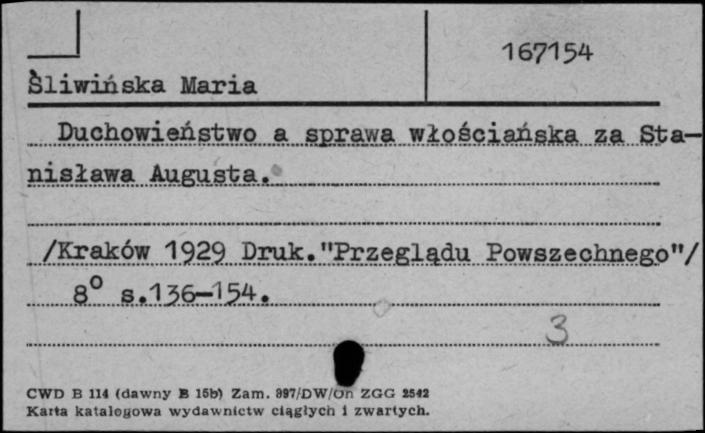 167154
Śliwińska Maria
Duchowieństwo a sprawa włościańska za Sta-
nisława Augusta.
/Kraków 1929 Druk."Przeglądu Powszechnego"/
8° s.136-154.
3
CWD B 114 (dawny B 15b) Zam. 997/DW/On ZGG 2542
Karta katalogowa wydawnictw ciągłych i zwartych.